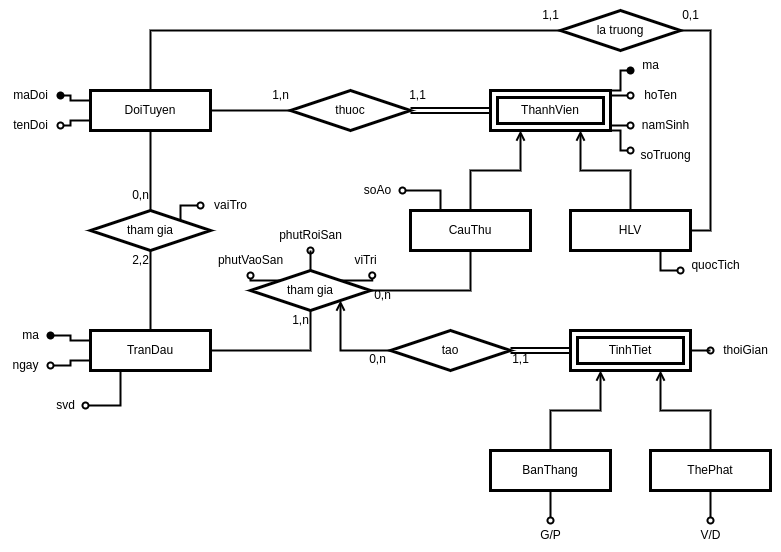 1,1
la truong
0,1
ma
maDoi
DoiTuyen
1,n
thuoc
1,1
ThanhVien
hoTen
tenDoi
namSinh
soTruong
0,n
vaiTro
soAo
tham gia
phutRoiSan
CauThu
HLV
2,2
phutVaoSan
viTri
quocTich
tham gia
0,n
1,n
ma
TranDau
tao
TinhTiet
thoiGian
ngay
0,n
1,1
svd
BanThang
ThePhat
G/P
V/D